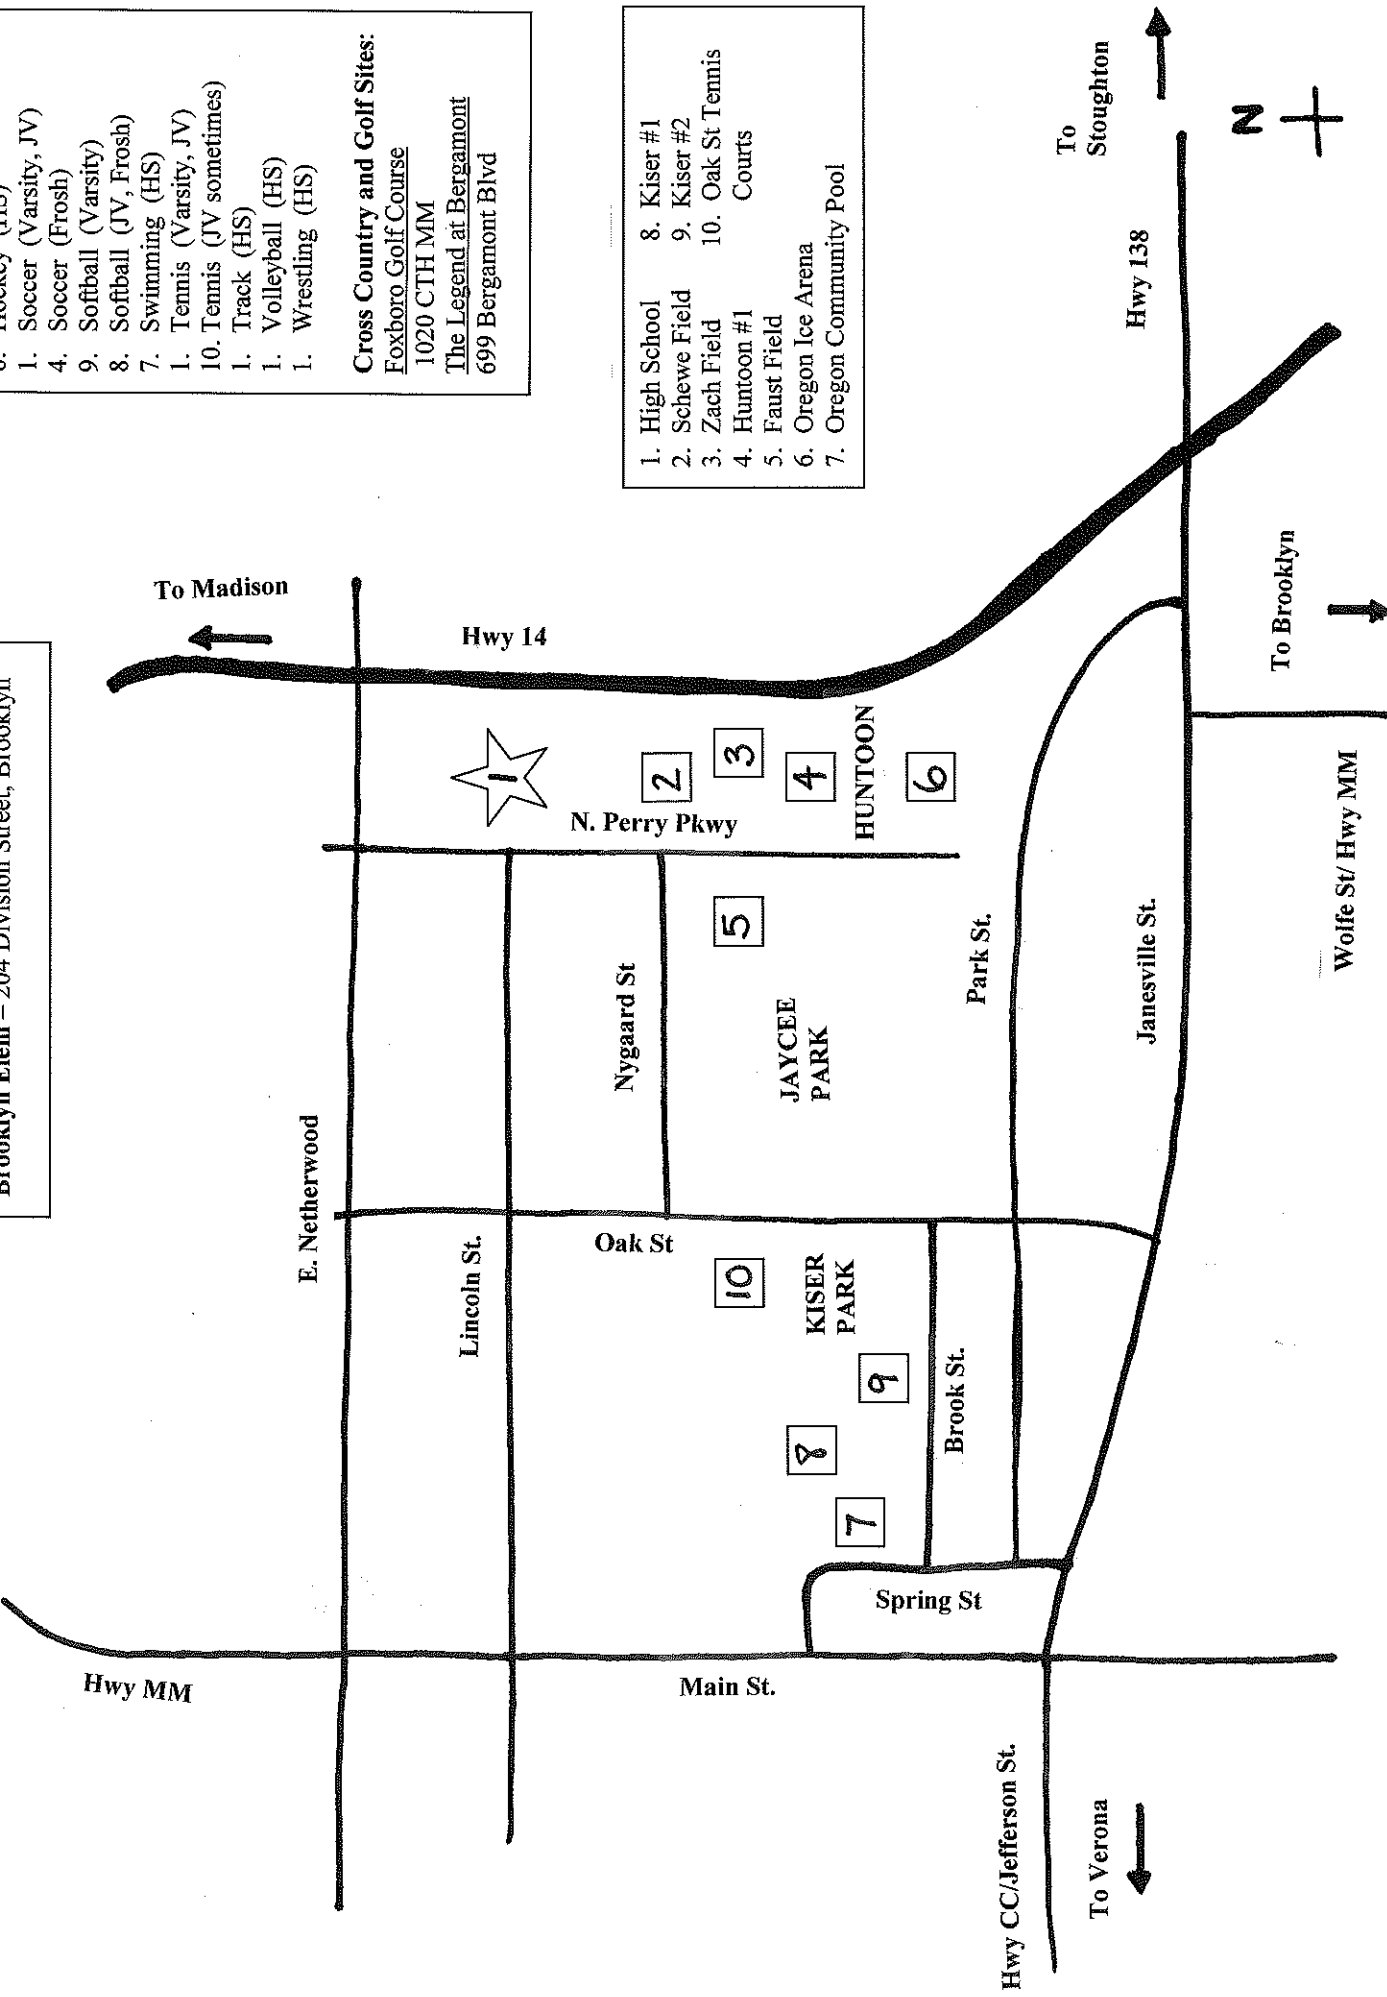 Brooklyn Elem – 204 Division Street, Brooklyn
6. Hockey (HS)
1. Soccer (Varsity, JV)
4. Soccer (Frosh)
9. Softball (Varsity)
8. Softball (JV, Frosh)
7. Swimming (HS)
1. Tennis (Varsity, JV)
10. Tennis (JV sometimes)
1. Track (HS)
1. Volleyball (HS)
1. Wrestling (HS)
Cross Country and Golf Sites:
Foxboro Golf Course
1020 CTH MM
The Legend at Bergamont
699 Bergamont Blvd
1. High School 8. Kiser #1
2. Schewe Field 9. Kiser #2
3. Zach Field 10. Oak St Tennis
4. Huntoon #1 Courts
5. Faust Field
6. Oregon Ice Arena
7. Oregon Community Pool
Hwy MM
To Madison
E. Netherwood
Hwy 14
Lincoln St.
1
Nygaard St
Oak St
N. Perry Pkwy
2
Main St.
10
5
3
JAYCEE
PARK
KISER
PARK
8
4
7
9
HUNTOON
6
Spring St
Brook St.
Park St.
Hwy CC/Jefferson St.
To Verona
Janesville St.
Hwy 138
To
Stoughton
N
To Brooklyn
Wolfe St/ Hwy MM